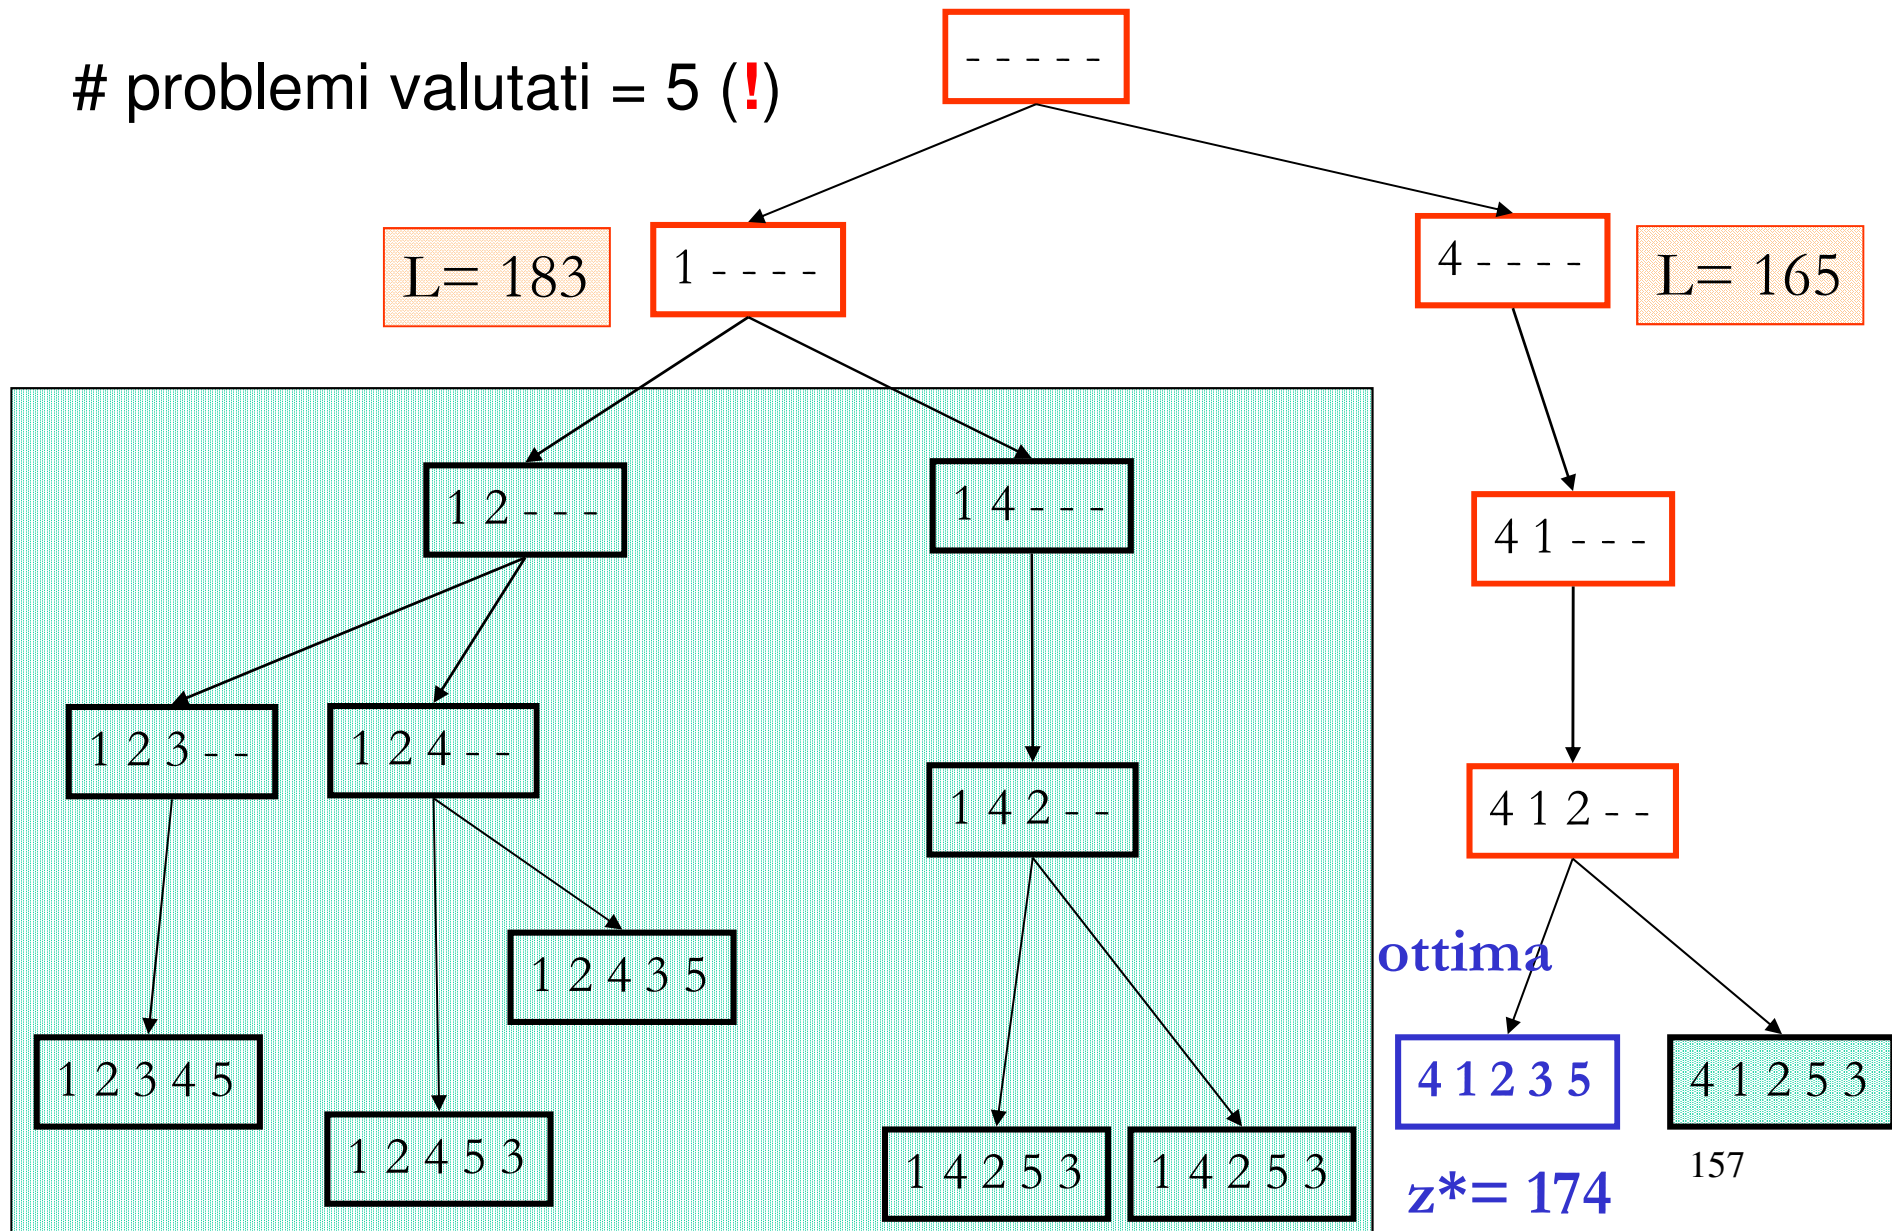 - - - - -
# problemi valutati = 5 (!)
L= 183
1 - - - -
4 - - - -
L= 165
1 2 - - -
1 4 - - -
4 1 - - -
1 2 3 - -
1 2 4 - -
1 4 2 - -
4 1 2 - -
1 2 4 3 5
ottima
1 2 3 4 5
4 1 2 3 5
4 1 2 5 3
1 2 4 5 3
1 4 2 5 3
1 4 2 5 3
157
z*= 174